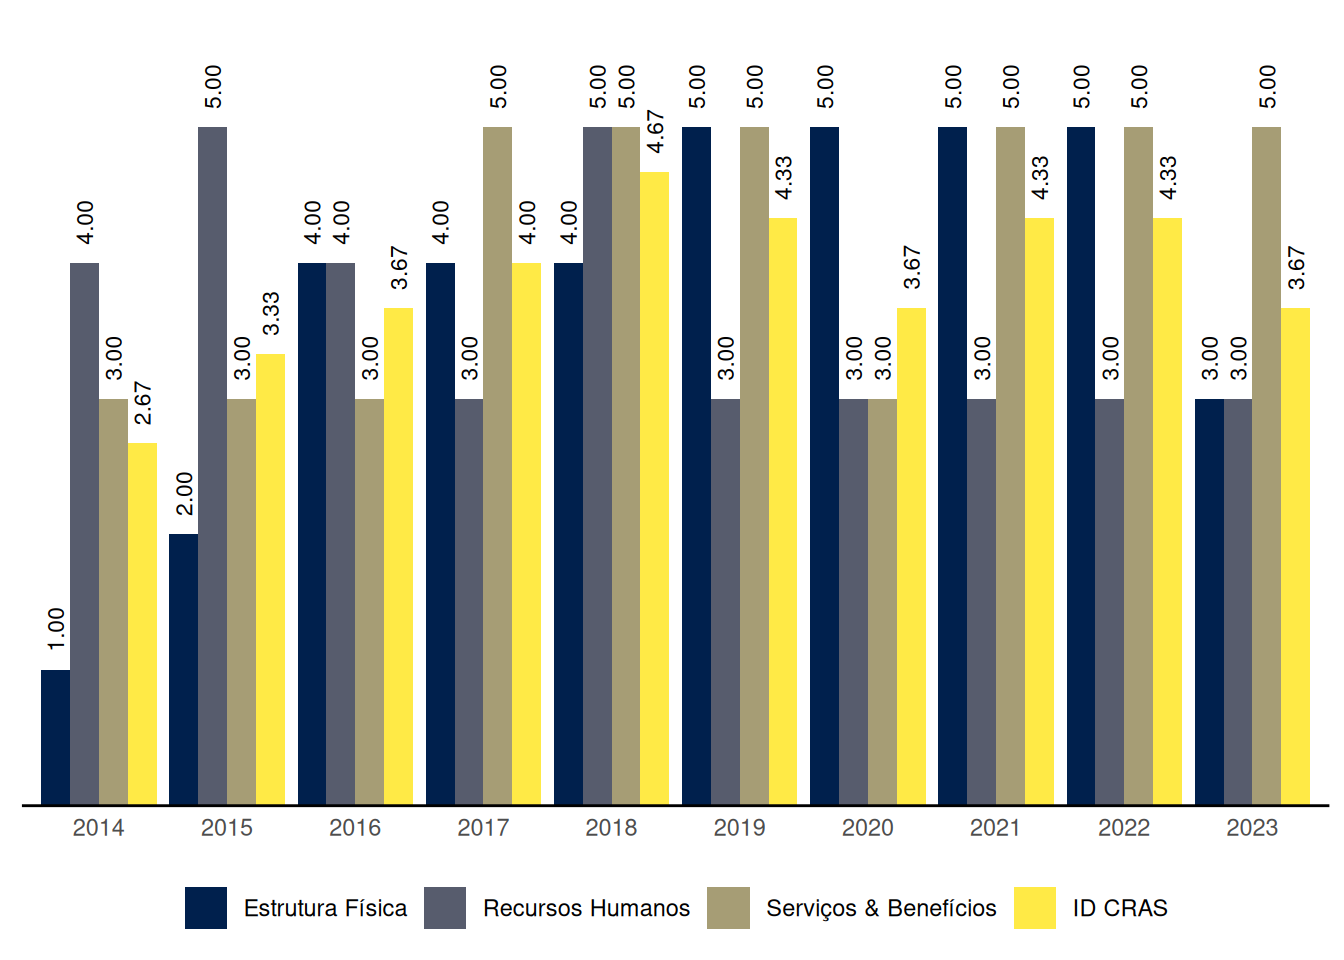 5.00 5.00 5.00 5.00 5.00 5.00 5.00 5.00 5.00 5.00 5.00 5.00
4.67
4.33 4.33 4.33
4.00 4.00 4.00 4.00 4.00 4.00
3.67 3.67 3.67
3.33
3.00 3.00 3.00 3.00 3.00 3.00 3.00 3.00 3.00 3.00 3.00
2.67
2.00
1.00
2014 2015 2016 2017 2018 2019 2020 2021 2022 2023
Estrutura Física Recursos Humanos Serviços & Benefícios ID CRAS